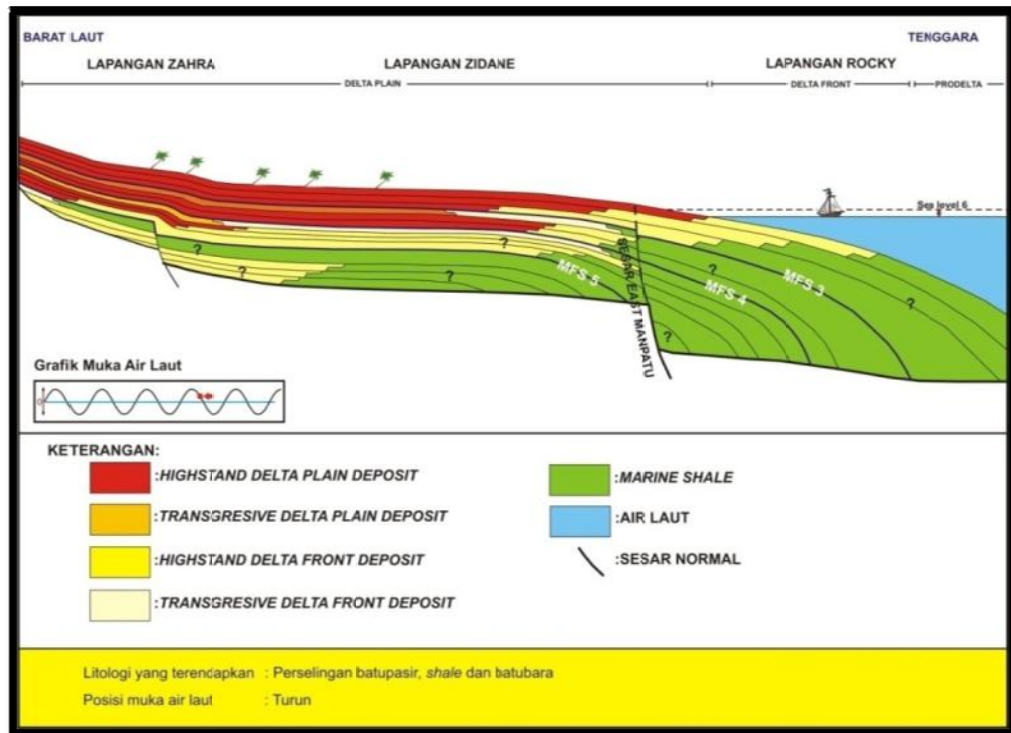 BARAT LAUT
TENGGARA
LAPANGAN ZAHRA
LAPANGAN ZIDANE
LAPANGAN ROCKY
DELTA PLAIN
DELTA FRONT
PRODELTA
Sea level 6
?
?
?
?
?
?
?
MFS 5
SESAR EAST MANPATU
MFS 4
MFS 3
Grafik Muka Air Laut
0
KETERANGAN:
:HIGHSTAND DELTA PLAIN DEPOSIT
:TRANSGRESIVE DELTA PLAIN DEPOSIT
:HIGHSTAND DELTA FRONT DEPOSIT
:TRANSGRESIVE DELTA FRONT DEPOSIT
:MARINE SHALE
:AIR LAUT
:SESAR NORMAL
Litologi yang terendapkan : Perselingan batupasir, shale dan batubara
Posisi muka air laut : Turun